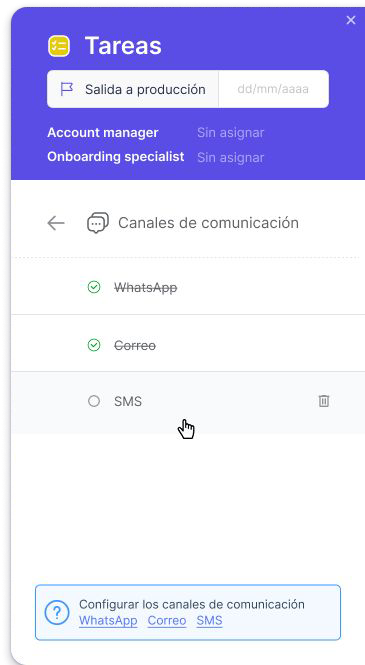 Tareas
Salida a producción dd/mm/aaaa
Account manager Sin asignar
Onboarding specialist Sin asignar
Canales de comunicación
WhatsApp
Correo
SMS
Configurar los canales de comunicación
WhatsApp Correo SMS